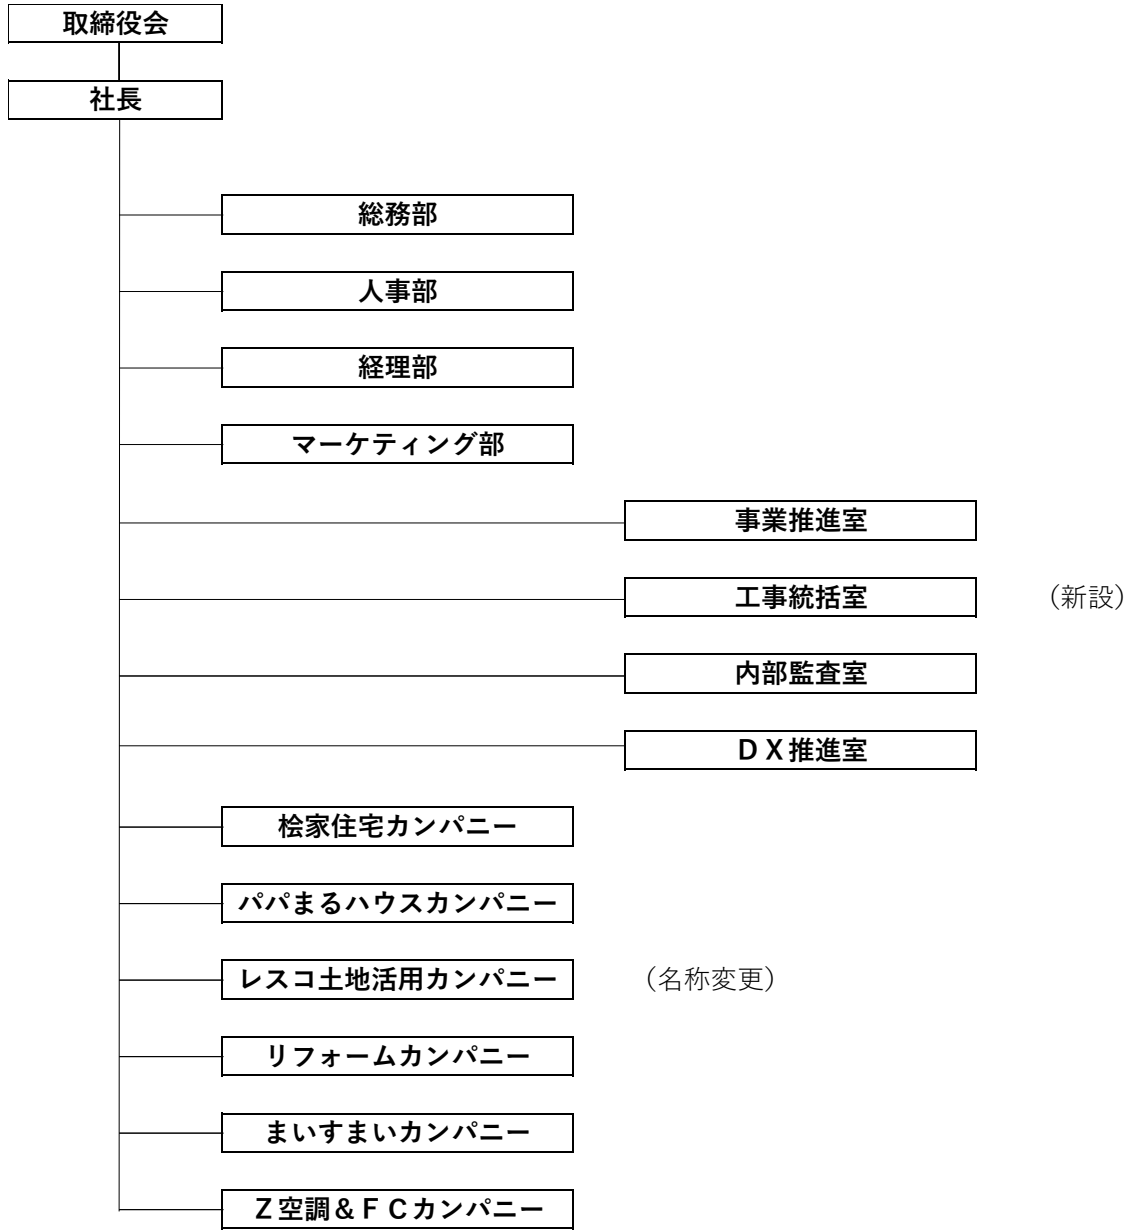 取締役会
社長
総務部
人事部
経理部
マーケティング部
事業推進室
工事統括室 （新設）
内部監査室
ＤＸ推進室
桧家住宅カンパニー
パパまるハウスカンパニー
レスコ土地活用カンパニー （名称変更）
リフォームカンパニー
まいすまいカンパニー
Ｚ空調＆ＦＣカンパニー